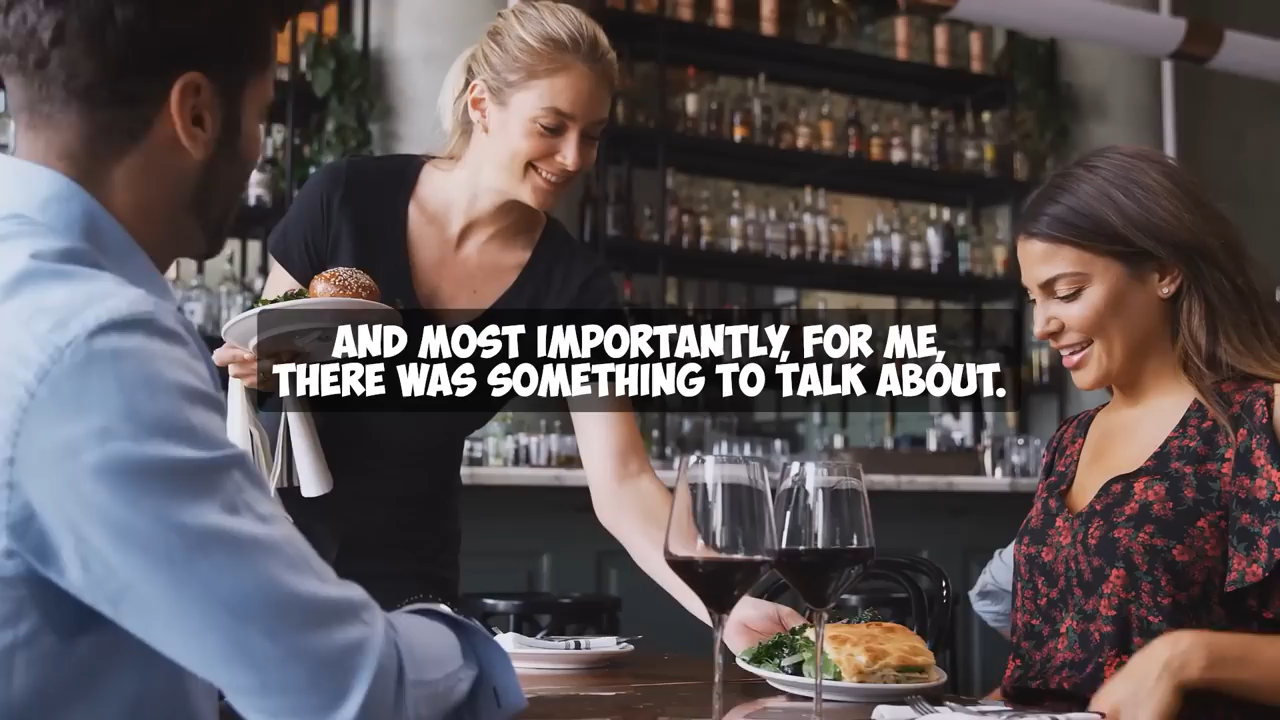 AND MOST IMPORTANTLY, FOR ME,
THERE WAS SOMETHING TO TALK ABOUT.